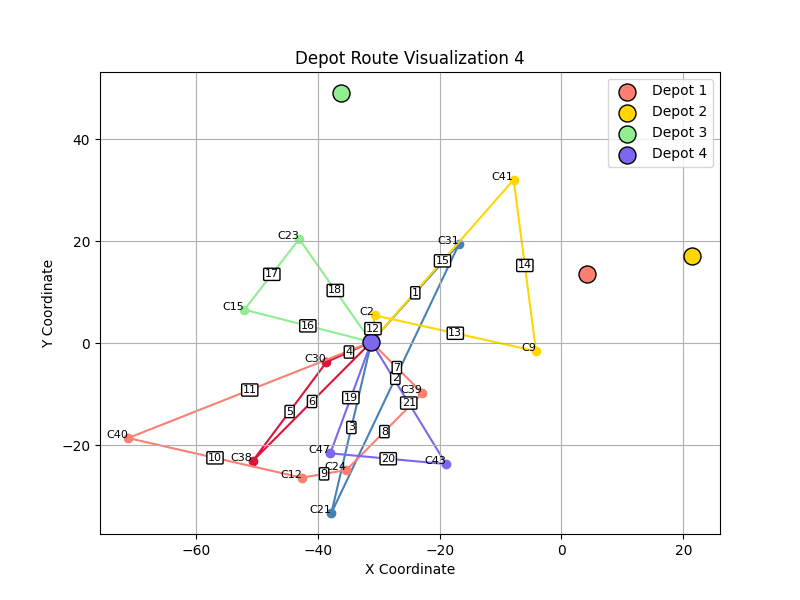 Depot Route Visualization 4
Depot 1
Depot 2
Depot 3
Depot 4
Y Coordinate
40
20
0
−20
−60
−40
−20
0
20
X Coordinate
C41
C23
C31
C15
C2
C9
C30
C39
C40
C38
C12
C24
C47
C43
C21
1
2
3
4
5
6
7
8
9
10
11
12
13
14
15
16
17
18
19
20
21